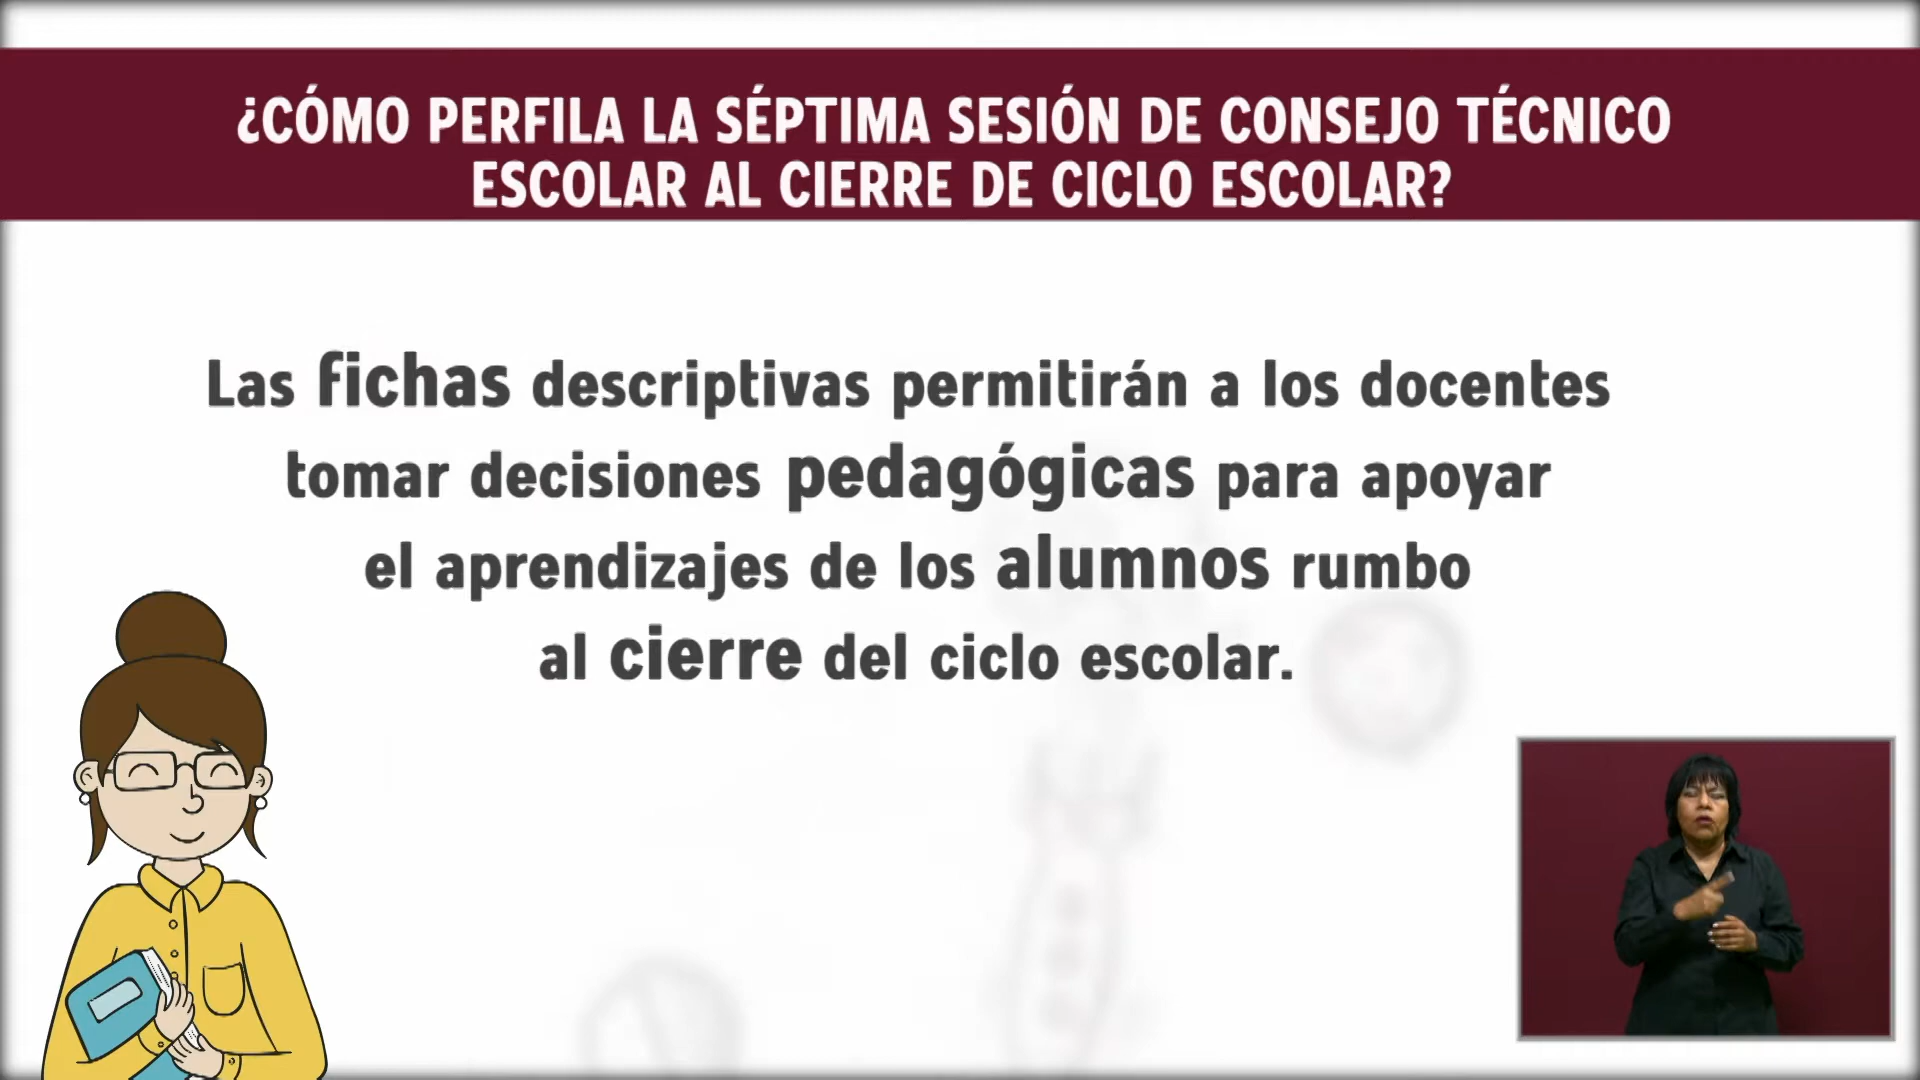 ¿CÓMO PERFILA LA SÉPTIMA SESIÓN DE CONSEJO TÉCNICO
ESCOLAR AL CIERRE DE CICLO ESCOLAR?
Las fichas descriptivas permitirán a los docentes
tomar decisiones pedagógicas para apoyar
el aprendizajes de los alumnos rumbo
al cierre del ciclo escolar.